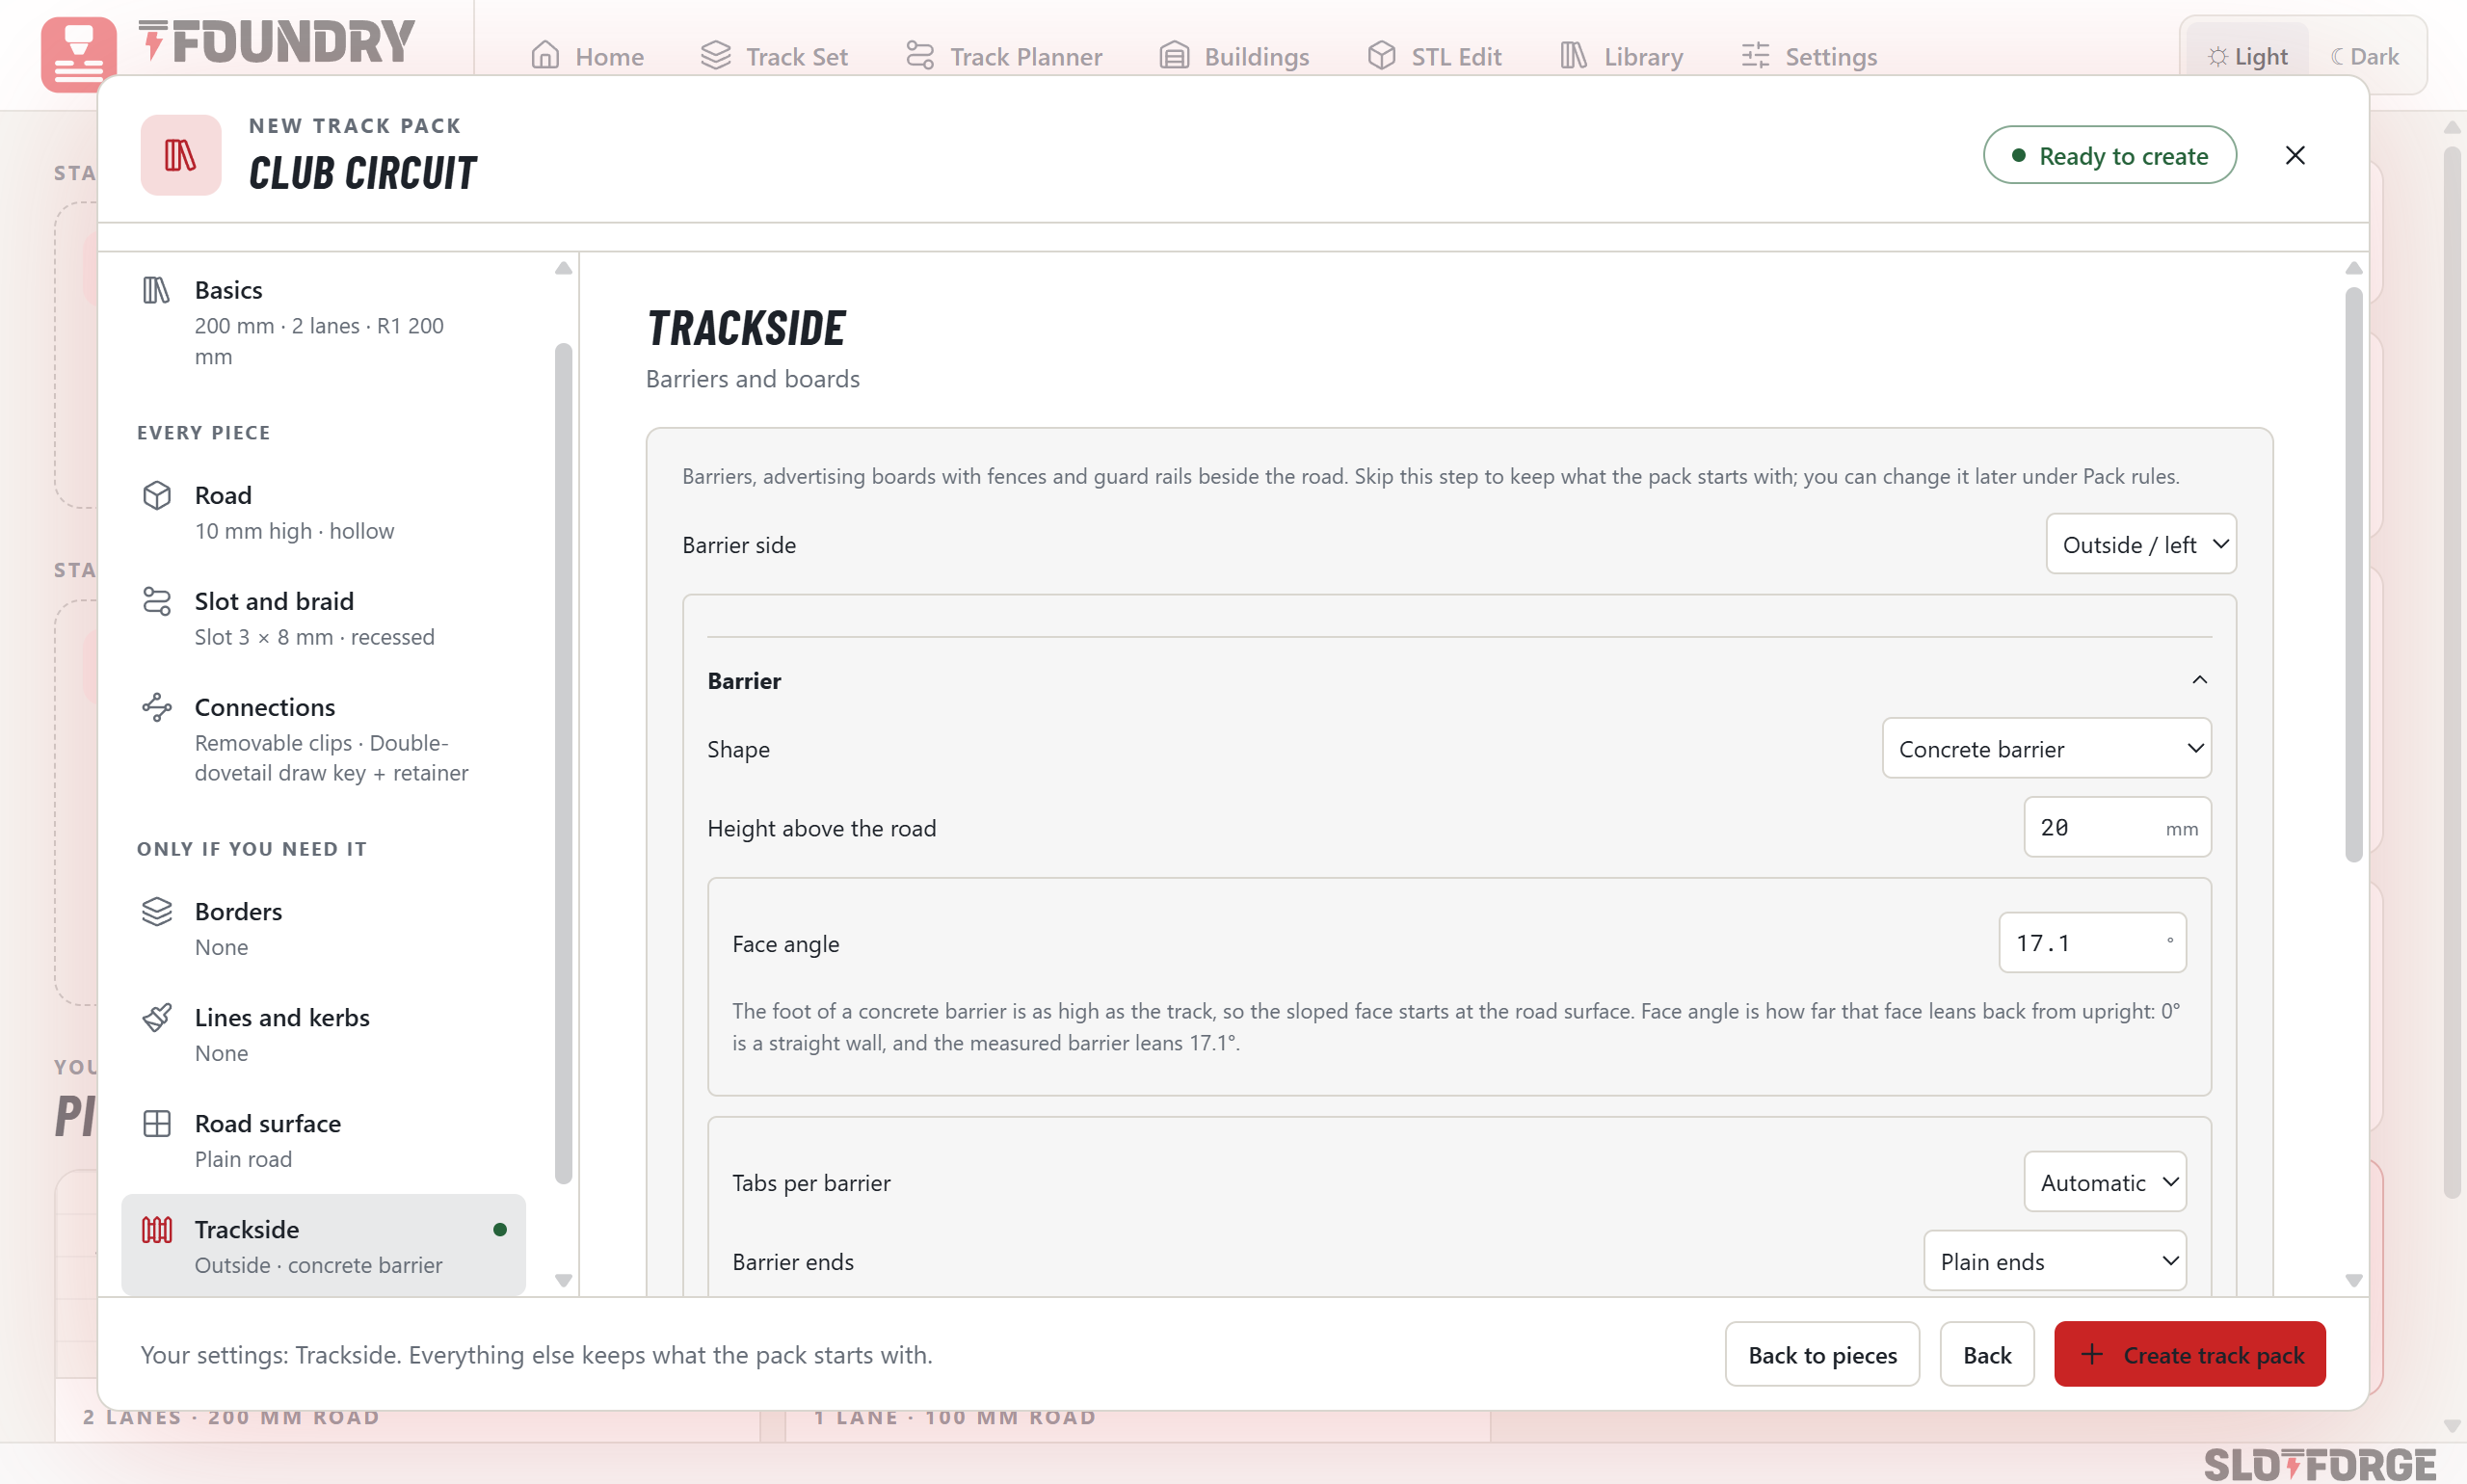 FOUNDRY
Home
Track Set
Track Planner
Buildings
STL Edit
Library
Settings
Light
Dark
NEW TRACK PACK
CLUB CIRCUIT
Ready to create
STA
STA
YOU
PI
Basics
200 mm · 2 lanes · R1 200
mm
EVERY PIECE
Road
10 mm high · hollow
Slot and braid
Slot 3 × 8 mm · recessed
Connections
Removable clips · Double-
dovetail draw key + retainer
ONLY IF YOU NEED IT
Borders
None
Lines and kerbs
None
Road surface
Plain road
Trackside
Outside · concrete barrier
TRACKSIDE
Barriers and boards
Barriers, advertising boards with fences and guard rails beside the road. Skip this step to keep what the pack starts with; you can change it later under Pack rules.
Barrier side
Outside / left
Barrier
Shape
Concrete barrier
Height above the road
20 mm
Face angle
17.1 °
The foot of a concrete barrier is as high as the track, so the sloped face starts at the road surface. Face angle is how far that face leans back from upright: 0°
is a straight wall, and the measured barrier leans 17.1°.
Tabs per barrier
Automatic
Barrier ends
Plain ends
Your settings: Trackside. Everything else keeps what the pack starts with.
Back to pieces
Back
Create track pack
2 LANES · 200 MM ROAD
1 LANE · 100 MM ROAD
SLOTFORGE